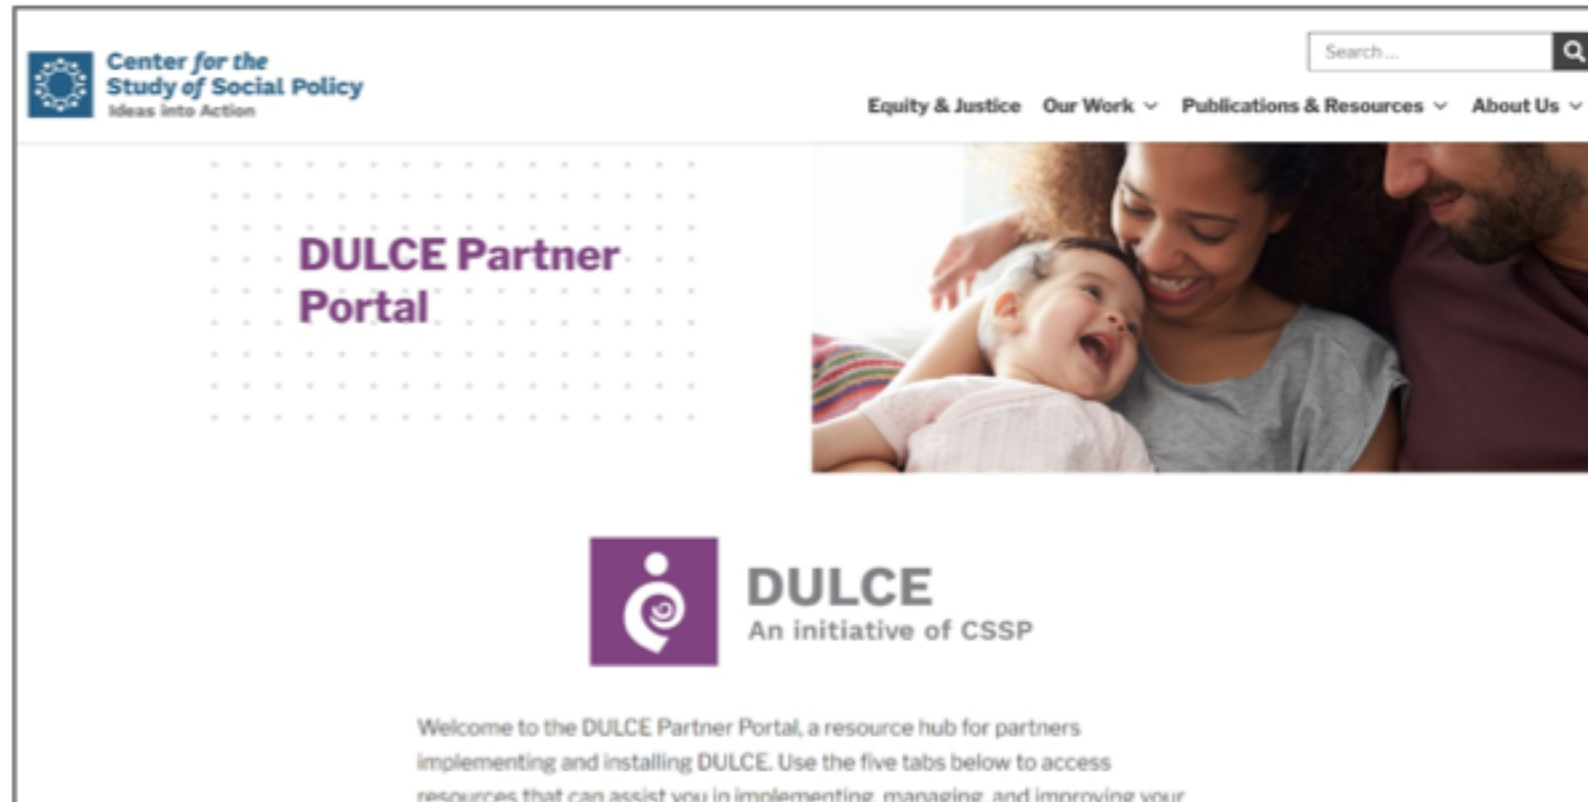 Center for the
Study of Social Policy
Ideas into Action
Search...
Equity & Justice Our Work Publications & Resources About Us
DULCE Partner
Portal
DULCE
An initiative of CSSP
Welcome to the DULCE Partner Portal, a resource hub for partners
implementing and installing DULCE. Use the five tabs below to access
resources that can assist you in implementing, managing, and improving your